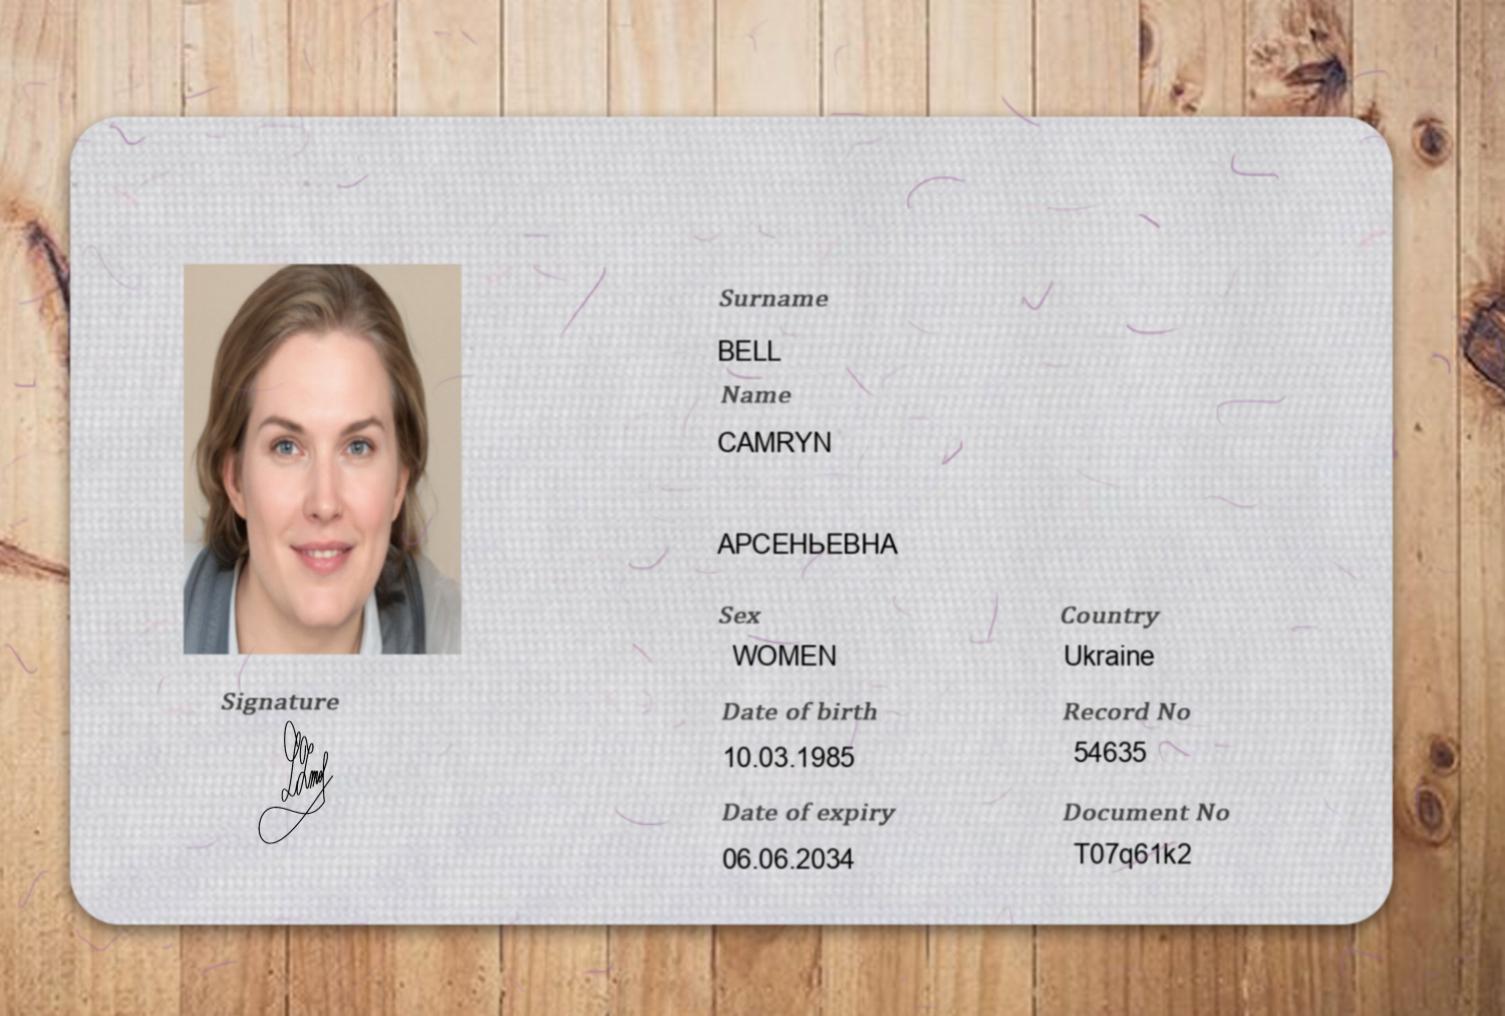 Surname
BELL
Name
CAMRYN
АРСЕНЬЕВНА
Sex
Country
WOMEN
Ukraine
Date of birth
Record No
10.03.1985
54635
Date of expiry
Document No
06.06.2034
T07q61k2
Signature